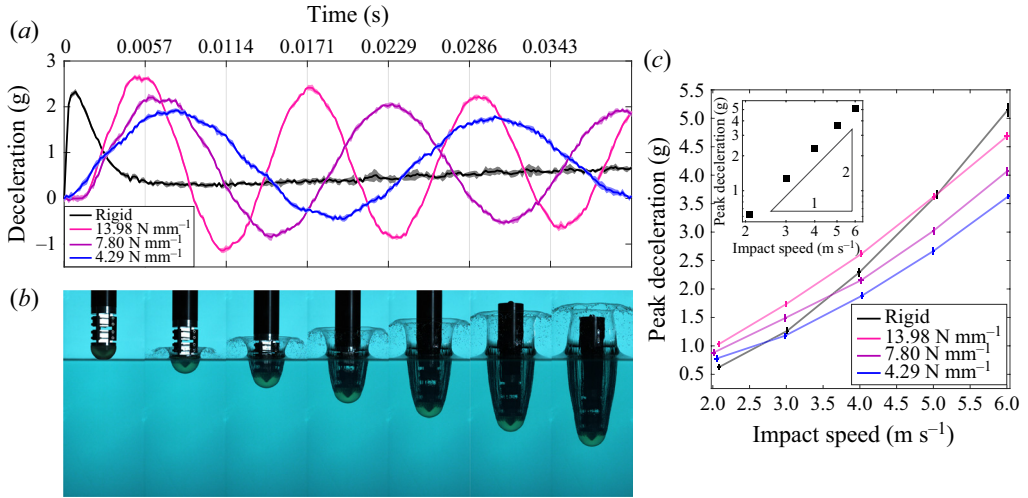 (a)
Time (s)
0 0.0057 0.0114 0.0171 0.0229 0.0286 0.0343
Deceleration (g)
3
2
1
0
−1
Rigid
13.98 N mm−1
7.80 N mm−1
4.29 N mm−1
(b)
(c)
Peak deceleration (g)
5.5
5.0
4.5
4.0
3.5
3.0
2.5
2.0
1.5
1.0
0.5
Peak deceleration (g)
5
4
3
2
1
2
1
2 3 4 5 6
Impact speed (m s−1)
Rigid
13.98 N mm−1
7.80 N mm−1
4.29 N mm−1
2.0 2.5 3.0 3.5 4.0 4.5 5.0 5.5 6.0
Impact speed (m s−1)